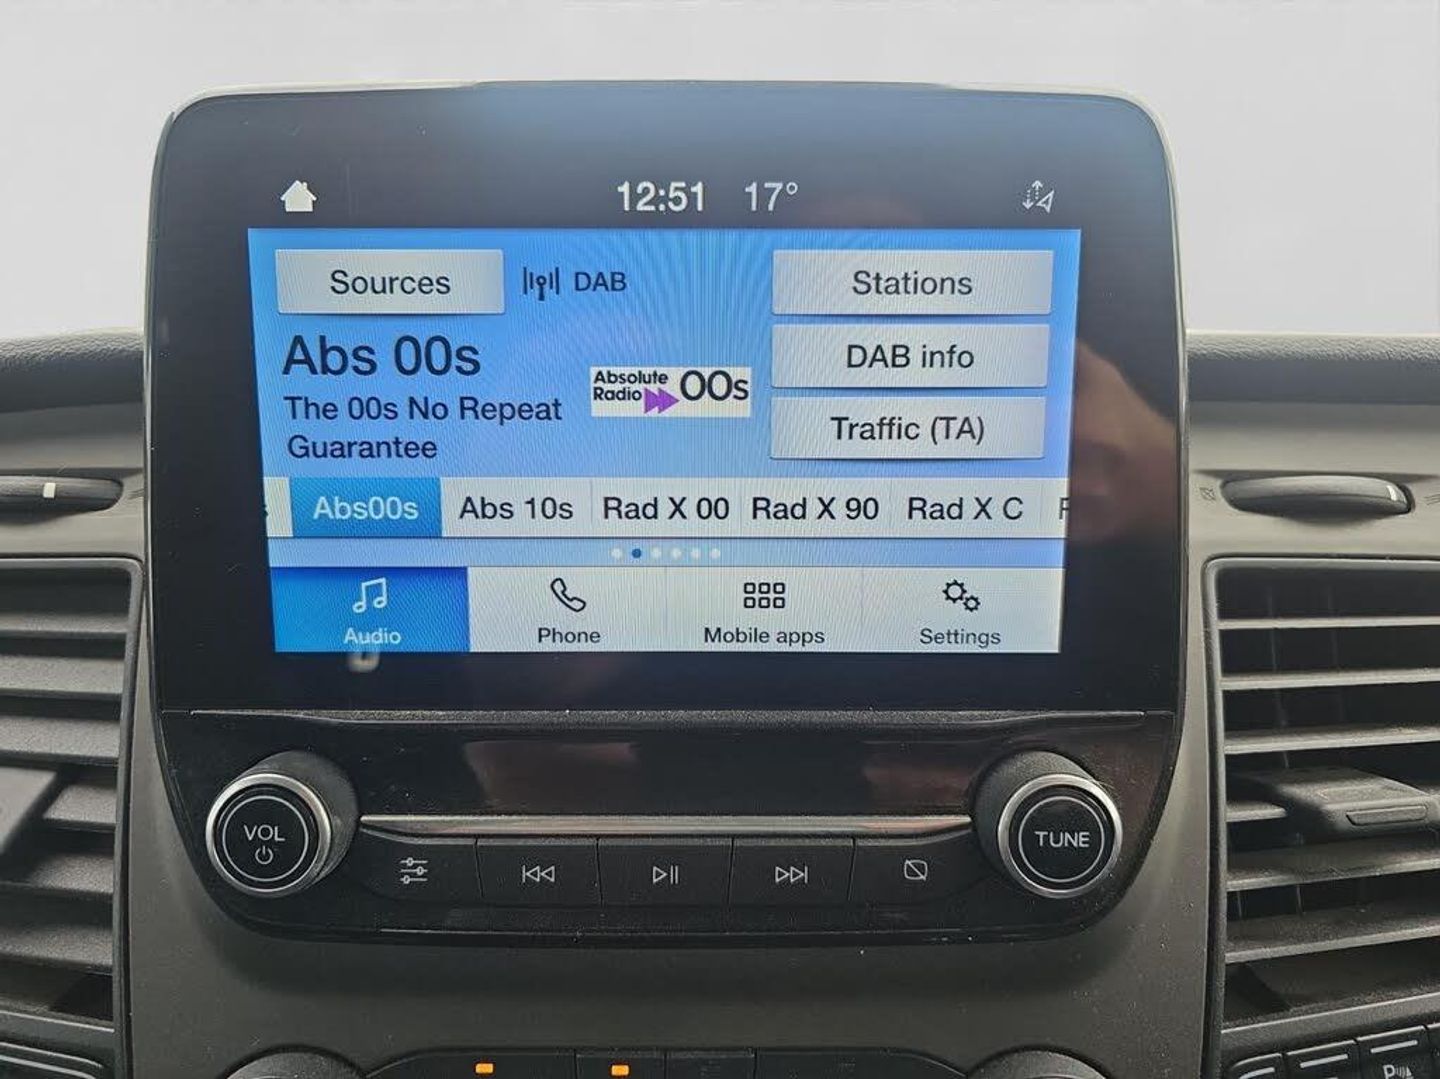 12:51 17°
Sources DAB Stations
Abs 00s
DAB info
Absolute
Radio 00s
The 00s No Repeat
Guarantee
Traffic (TA)
Abs00s Abs 10s Rad X 00 Rad X 90 Rad X C
Audio Phone Mobile apps Settings
VOL
TUNE